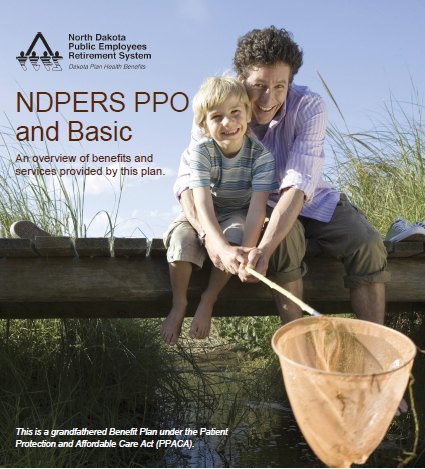 North Dakota
Public Employees
Retirement System
Dakota Plan Health Benefits
NDPERS PPO
and Basic
An overview of benefits and
services provided by this plan.
This is a grandfathered Benefit Plan under the Patient
Protection and Affordable Care Act (PPACA).